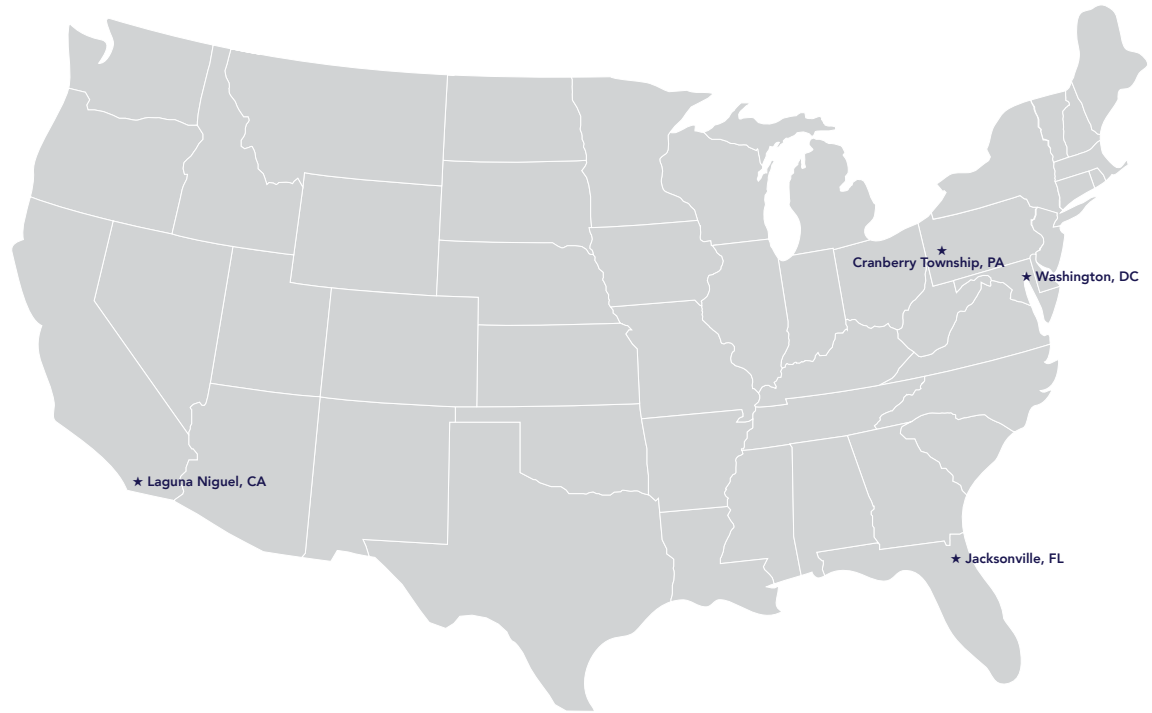 Cranberry Township, PA
Washington, DC
Laguna Niguel, CA
Jacksonville, FL